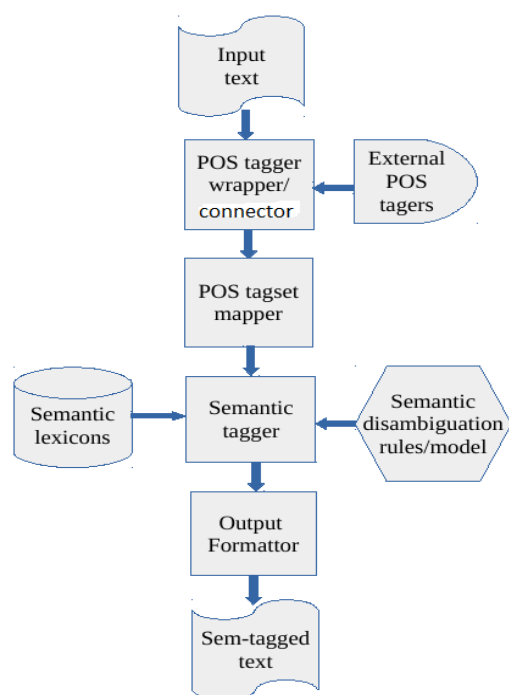 Input
text
POS tagger
wrapper/
connector
External
POS
tagers
POS tagset
mapper
Semantic
lexicons
Semantic
tagger
Semantic
disambiguation
rules/model
Output
Formattor
Sem-tagged
text